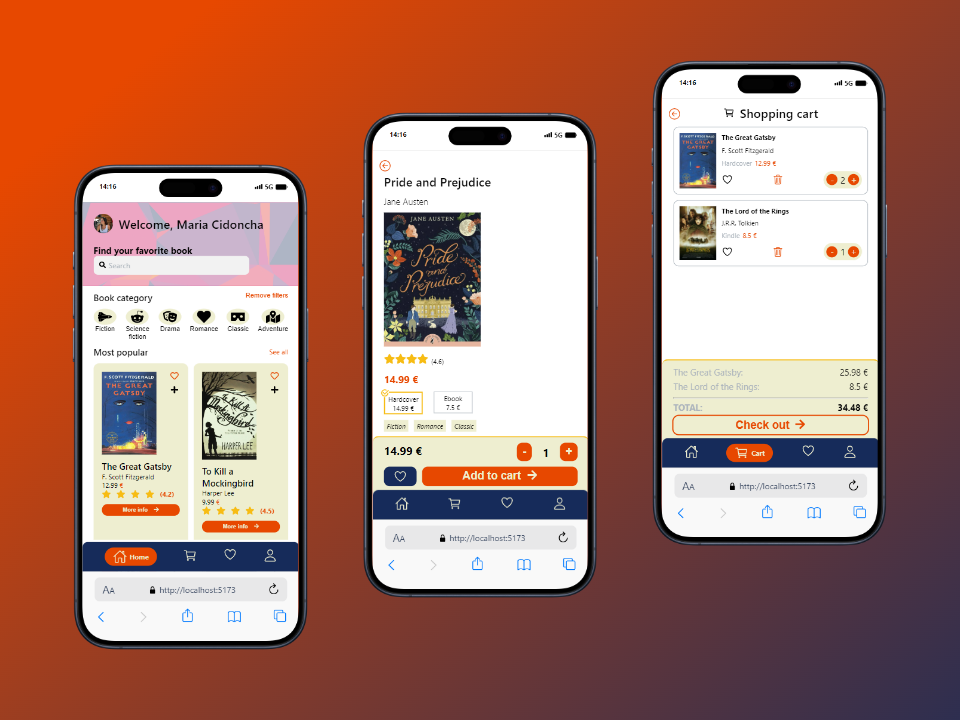 14:16
5G
Welcome, Maria Cidoncha
Find your favorite book
Search
Book category
Remove filters
Fiction
Science fiction
Drama
Romance
Classic
Adventure
Most popular
See all
F. SCOTT FITZGERALD
THE GREAT
GATSBY
The Great Gatsby
F. Scott Fitzgerald
12.99 €
(4.2)
More info
To Kill a
Mockingbird
HARPER LEE
To Kill a
Mockingbird
Harper Lee
9.99 €
(4.5)
More info
Home
AA
http://localhost:5173
14:16
5G
Pride and Prejudice
Jane Austen
JANE AUSTEN
Pride
and
Prejudice
(4.6)
14.99 €
Hardcover
14.99 €
Ebook
7.5 €
Fiction
Romance
Classic
14.99 €
- 1 +
Add to cart
AA
http://localhost:5173
14:16
5G
Shopping cart
GATSBY
The Great Gatsby
F. Scott Fitzgerald
Hardcover 12.99 €
- 2 +
The Lord of the Rings
J.R.R. Tolkien
Kindle 8.5 €
- 1 +
The Great Gatsby: 25.98 €
The Lord of the Rings: 8.5 €
TOTAL: 34.48 €
Check out
Cart
AA
http://localhost:5173